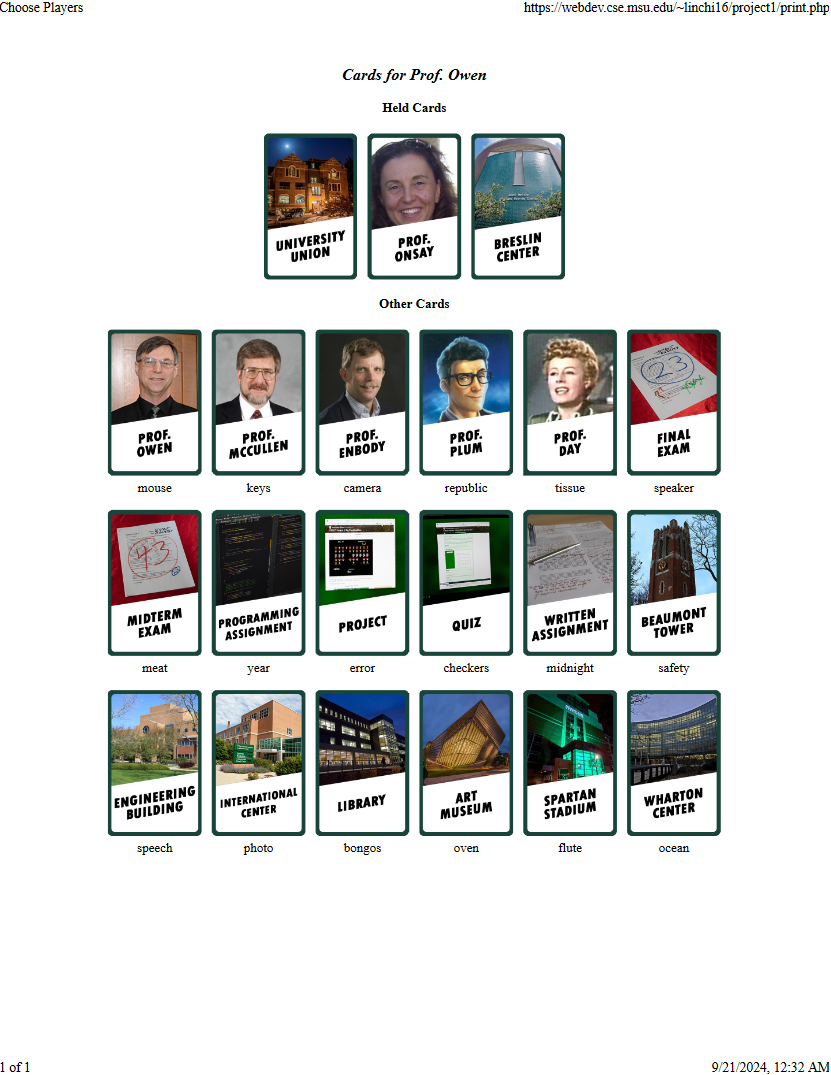 Choose Players https://webdev.cse.msu.edu/~linchi16/project1/print.php
Cards for Prof. Owen
Held Cards
UNIVERSITY UNION
PROF. ONSAY
BRESLIN CENTER
Other Cards
PROF. OWEN
PROF. MCCULLEN
PROF. ENBODY
PROF. PLUM
PROF. DAY
23
FINAL EXAM
mouse keys camera republic tissue speaker
43
MIDTERM EXAM
PROGRAMMING ASSIGNMENT
PROJECT
QUIZ
WRITTEN ASSIGNMENT
BEAUMONT TOWER
meat year error checkers midnight safety
ENGINEERING BUILDING
INTERNATIONAL CENTER
LIBRARY
ART MUSEUM
SPARTAN STADIUM
WHARTON CENTER
speech photo bongos oven flute ocean
1 of 1 9/21/2024, 12:32 AM